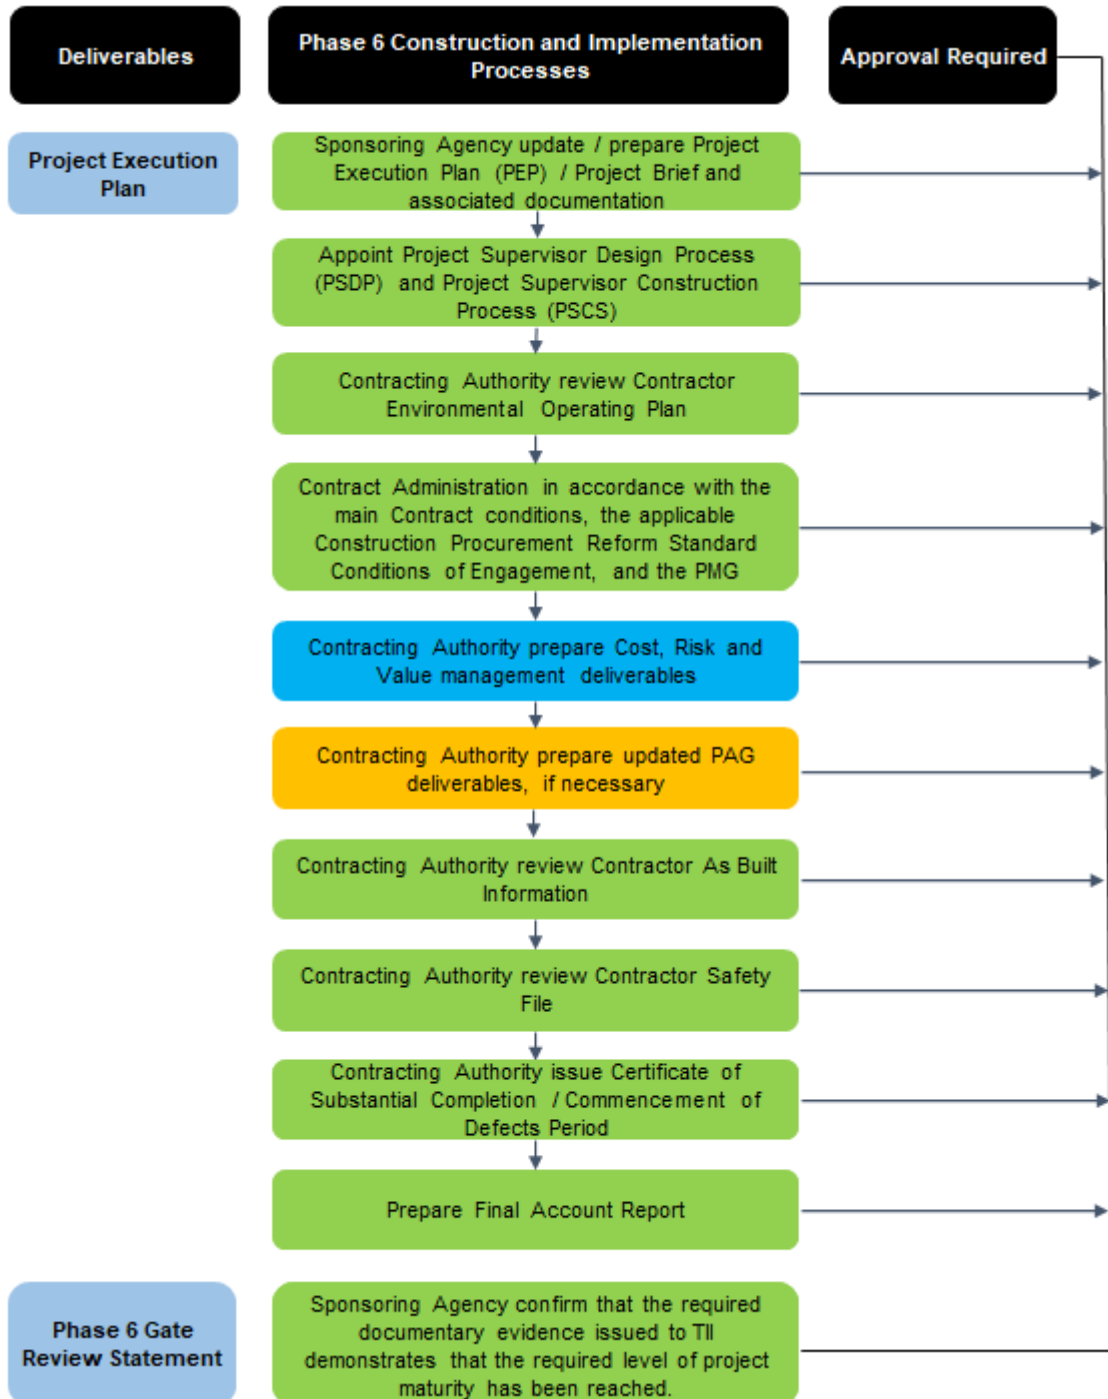 Deliverables
Phase 6 Construction and Implementation
Processes
Approval Required
Project Execution
Plan
Sponsoring Agency update / prepare Project
Execution Plan (PEP) / Project Brief and
associated documentation
Appoint Project Supervisor Design Process
(PSDP) and Project Supervisor Construction
Process (PSCS)
Contracting Authority review Contractor
Environmental Operating Plan
Contract Administration in accordance with the
main Contract conditions, the applicable
Construction Procurement Reform Standard
Conditions of Engagement, and the PMG
Contracting Authority prepare Cost, Risk and
Value management deliverables
Contracting Authority prepare updated PAG
deliverables, if necessary
Contracting Authority review Contractor As Built
Information
Contracting Authority review Contractor Safety
File
Contracting Authority issue Certificate of
Substantial Completion / Commencement of
Defects Period
Prepare Final Account Report
Phase 6 Gate
Review Statement
Sponsoring Agency confirm that the required
documentary evidence issued to TII
demonstrates that the required level of project
maturity has been reached.